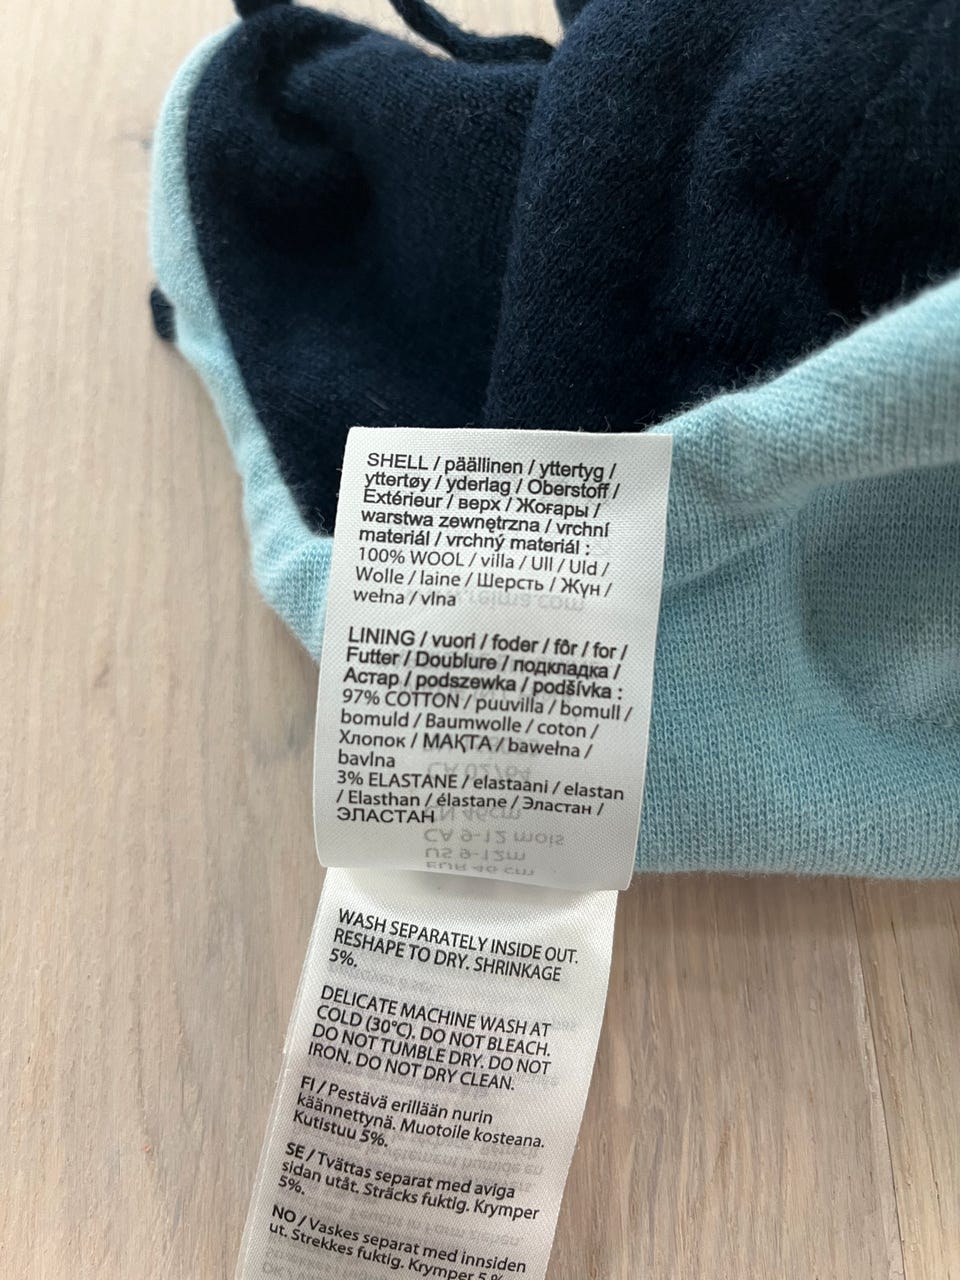 SHELL / päällinen / yttertyg /
yttertøy / yderlag / Oberstoff /
Extérieur / верх / Жоғары /
warstwa zewnętrzna / vrchní
materiál / vrchný materiál :
100% WOOL / villa / Ull / Uld /
Wolle / laine / Шерсть / Жүн /
wełna / vlna
LINING / vuori / foder / fôr / for /
Futter / Doublure / подкладка /
Астар / podszewka / podšívka :
97% COTTON / puuvilla / bomull /
bomuld / Baumwolle / coton /
Хлопок / МАҚТА / bawełna /
bavlna
3% ELASTANE / elastaani / elastan
/ Elasthan / élastane / Эластан /
ЭЛАСТАН
WASH SEPARATELY INSIDE OUT.
RESHAPE TO DRY. SHRINKAGE
5%.
DELICATE MACHINE WASH AT
COLD (30°C). DO NOT BLEACH.
DO NOT TUMBLE DRY. DO NOT
IRON. DO NOT DRY CLEAN.
FI / Pestävä erillään nurin
käännettynä. Muotoile kosteana.
Kutistuu 5%.
SE / Tvättas separat med aviga
sidan utåt. Sträcks fuktig. Krymper
5%.
NO / Vaskes separat med innsiden
ut. Strekkes fuktig. Krymper 5 %